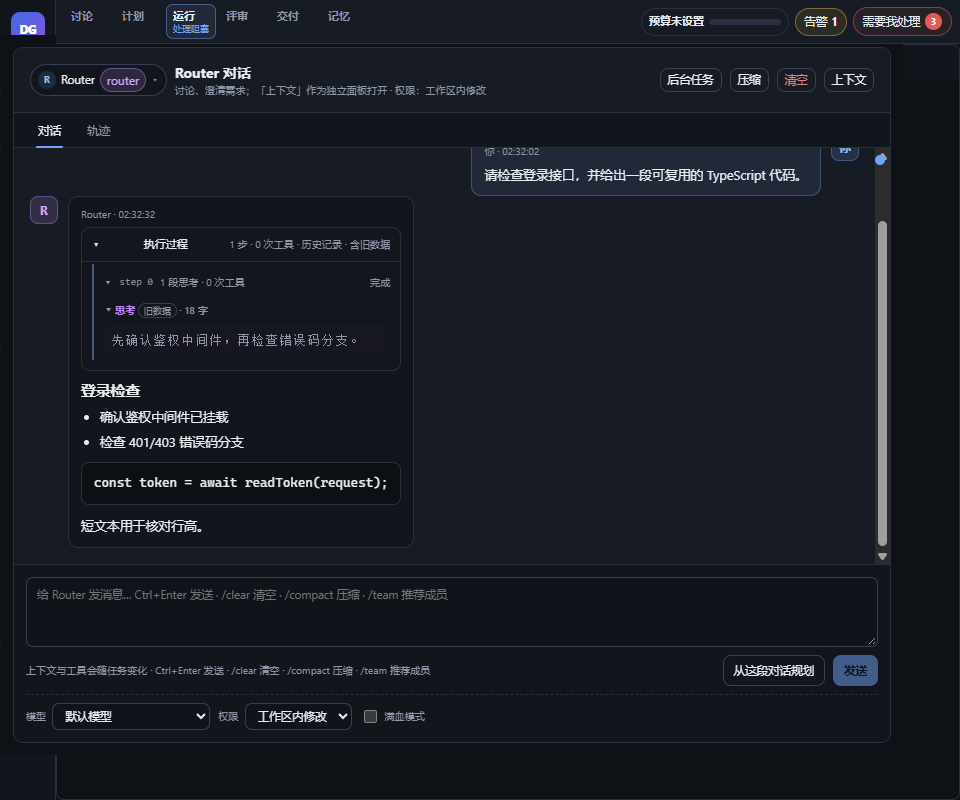 DG
讨论 计划 运行 评审 交付 记忆
处理阻塞
预算未设置 告警 1 需要我处理 3
R Router router
Router 对话
讨论、澄清需求；「上下文」作为独立面板打开 · 权限：工作区内修改
后台任务 压缩 清空 上下文
对话 轨迹
你 · 02:32:02
你
请检查登录接口，并给出一段可复用的 TypeScript 代码。
R
Router · 02:32:32
执行过程 1 步 · 0 次工具 · 历史记录 · 含旧数据
step 0 1 段思考 · 0 次工具 完成
思考 旧数据 · 18 字
先确认鉴权中间件，再检查错误码分支。
登录检查
• 确认鉴权中间件已挂载
• 检查 401/403 错误码分支
const token = await readToken(request);
短文本用于核对行高。
给 Router 发消息... Ctrl+Enter 发送 · /clear 清空 · /compact 压缩 · /team 推荐成员
上下文与工具会随任务变化 · Ctrl+Enter 发送 · /clear 清空 · /compact 压缩 · /team 推荐成员
从这段对话规划 发送
模型 默认模型 权限 工作区内修改 满血模式